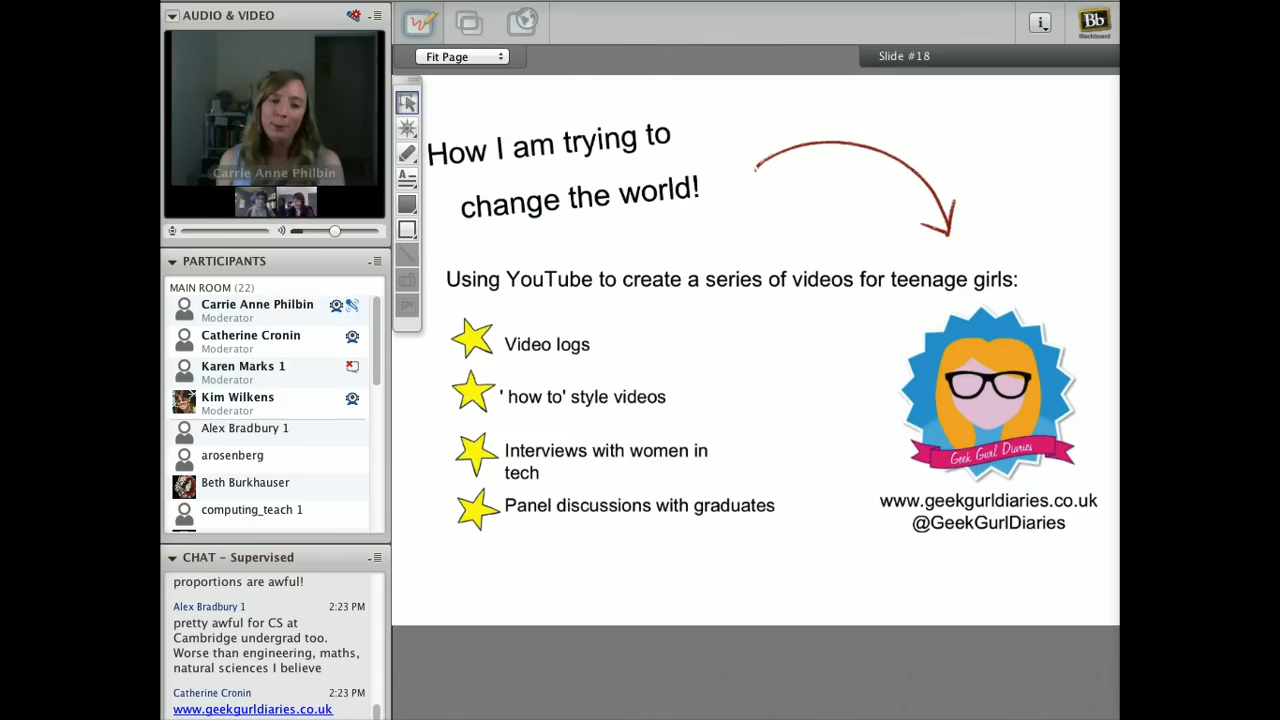 AUDIO & VIDEO
Carrie Anne Philbin
PARTICIPANTS
MAIN ROOM (22)
Carrie Anne Philbin
Moderator
Catherine Cronin
Moderator
Karen Marks 1
Moderator
Kim Wilkens
Moderator
Alex Bradbury 1
arosenberg
Beth Burkhauser
computing_teach 1
CHAT - Supervised
proportions are awful!
Alex Bradbury 1 2:23 PM
pretty awful for CS at
Cambridge undergrad too.
Worse than engineering, maths,
natural sciences I believe
Catherine Cronin 2:23 PM
www.geekgurldiaries.co.uk
Fit Page
Slide #18
i
Bb
Blackboard
A
How I am trying to
change the world!
Using YouTube to create a series of videos for teenage girls:
Video logs
' how to' style videos
Interviews with women in
tech
Panel discussions with graduates
Geek Gurl Diaries
www.geekgurldiaries.co.uk
@GeekGurlDiaries